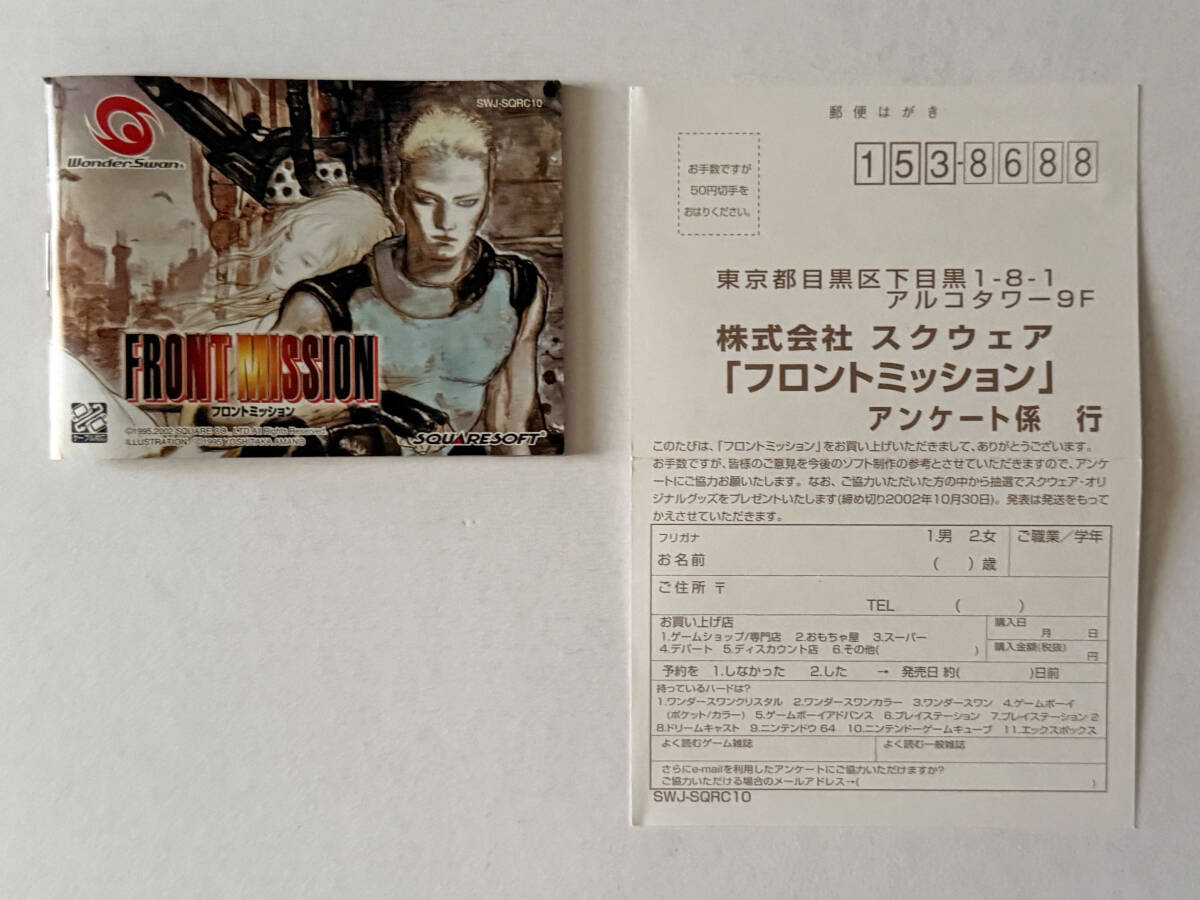 SWJ-SQRC10
WonderSwan
FRONT MISSION
フロントミッション
ケーブル対応
©1995,2002 SQUARE CO., LTD All Rights Reserved.
ILLUSTRATION: ©1995 YOSHITAKA AMANO
SQUARESOFT
郵便はがき
お手数ですが
50円切手を
おはりください。
153-8688
東京都目黒区下目黒1-8-1
アルコタワー9F
株式会社 スクウェア
「フロントミッション」
アンケート係 行
このたびは、「フロントミッション」をお買い上げいただきまして、ありがとうございます。
お手数ですが、皆様のご意見を今後のソフト制作の参考とさせていただきますので、アンケ
ートにご協力お願いたします。なお、ご協力いただいた方の中から抽選でスクウェア・オリ
ジナルグッズをプレゼントいたします(締め切り2002年10月30日)。発表は発送をもって
かえさせていただきます。
フリガナ 1.男 2.女 ご職業/学年
お名前 ( )歳
ご住所 〒
TEL ( )
お買い上げ店 購入日
1.ゲームショップ/専門店 2.おもちゃ屋 3.スーパー 月 日
4.デパート 5.ディスカウント店 6.その他( ) 購入金額(税抜) 円
予約を 1.しなかった 2.した → 発売日 約( )日前
持っているハードは?
1.ワンダースワンクリスタル 2.ワンダースワンカラー 3.ワンダースワン 4.ゲームボーイ
(ポケット/カラー) 5.ゲームボーイアドバンス 6.プレイステーション 7.プレイステーション2
8.ドリームキャスト 9.ニンテンドウ64 10.ニンテンドーゲームキューブ 11.エックスボックス
よく読むゲーム雑誌 よく読む一般雑誌
さらにe-mailを利用したアンケートにご協力いただけますか?
ご協力いただける場合のメールアドレス→( )
SWJ-SQRC10